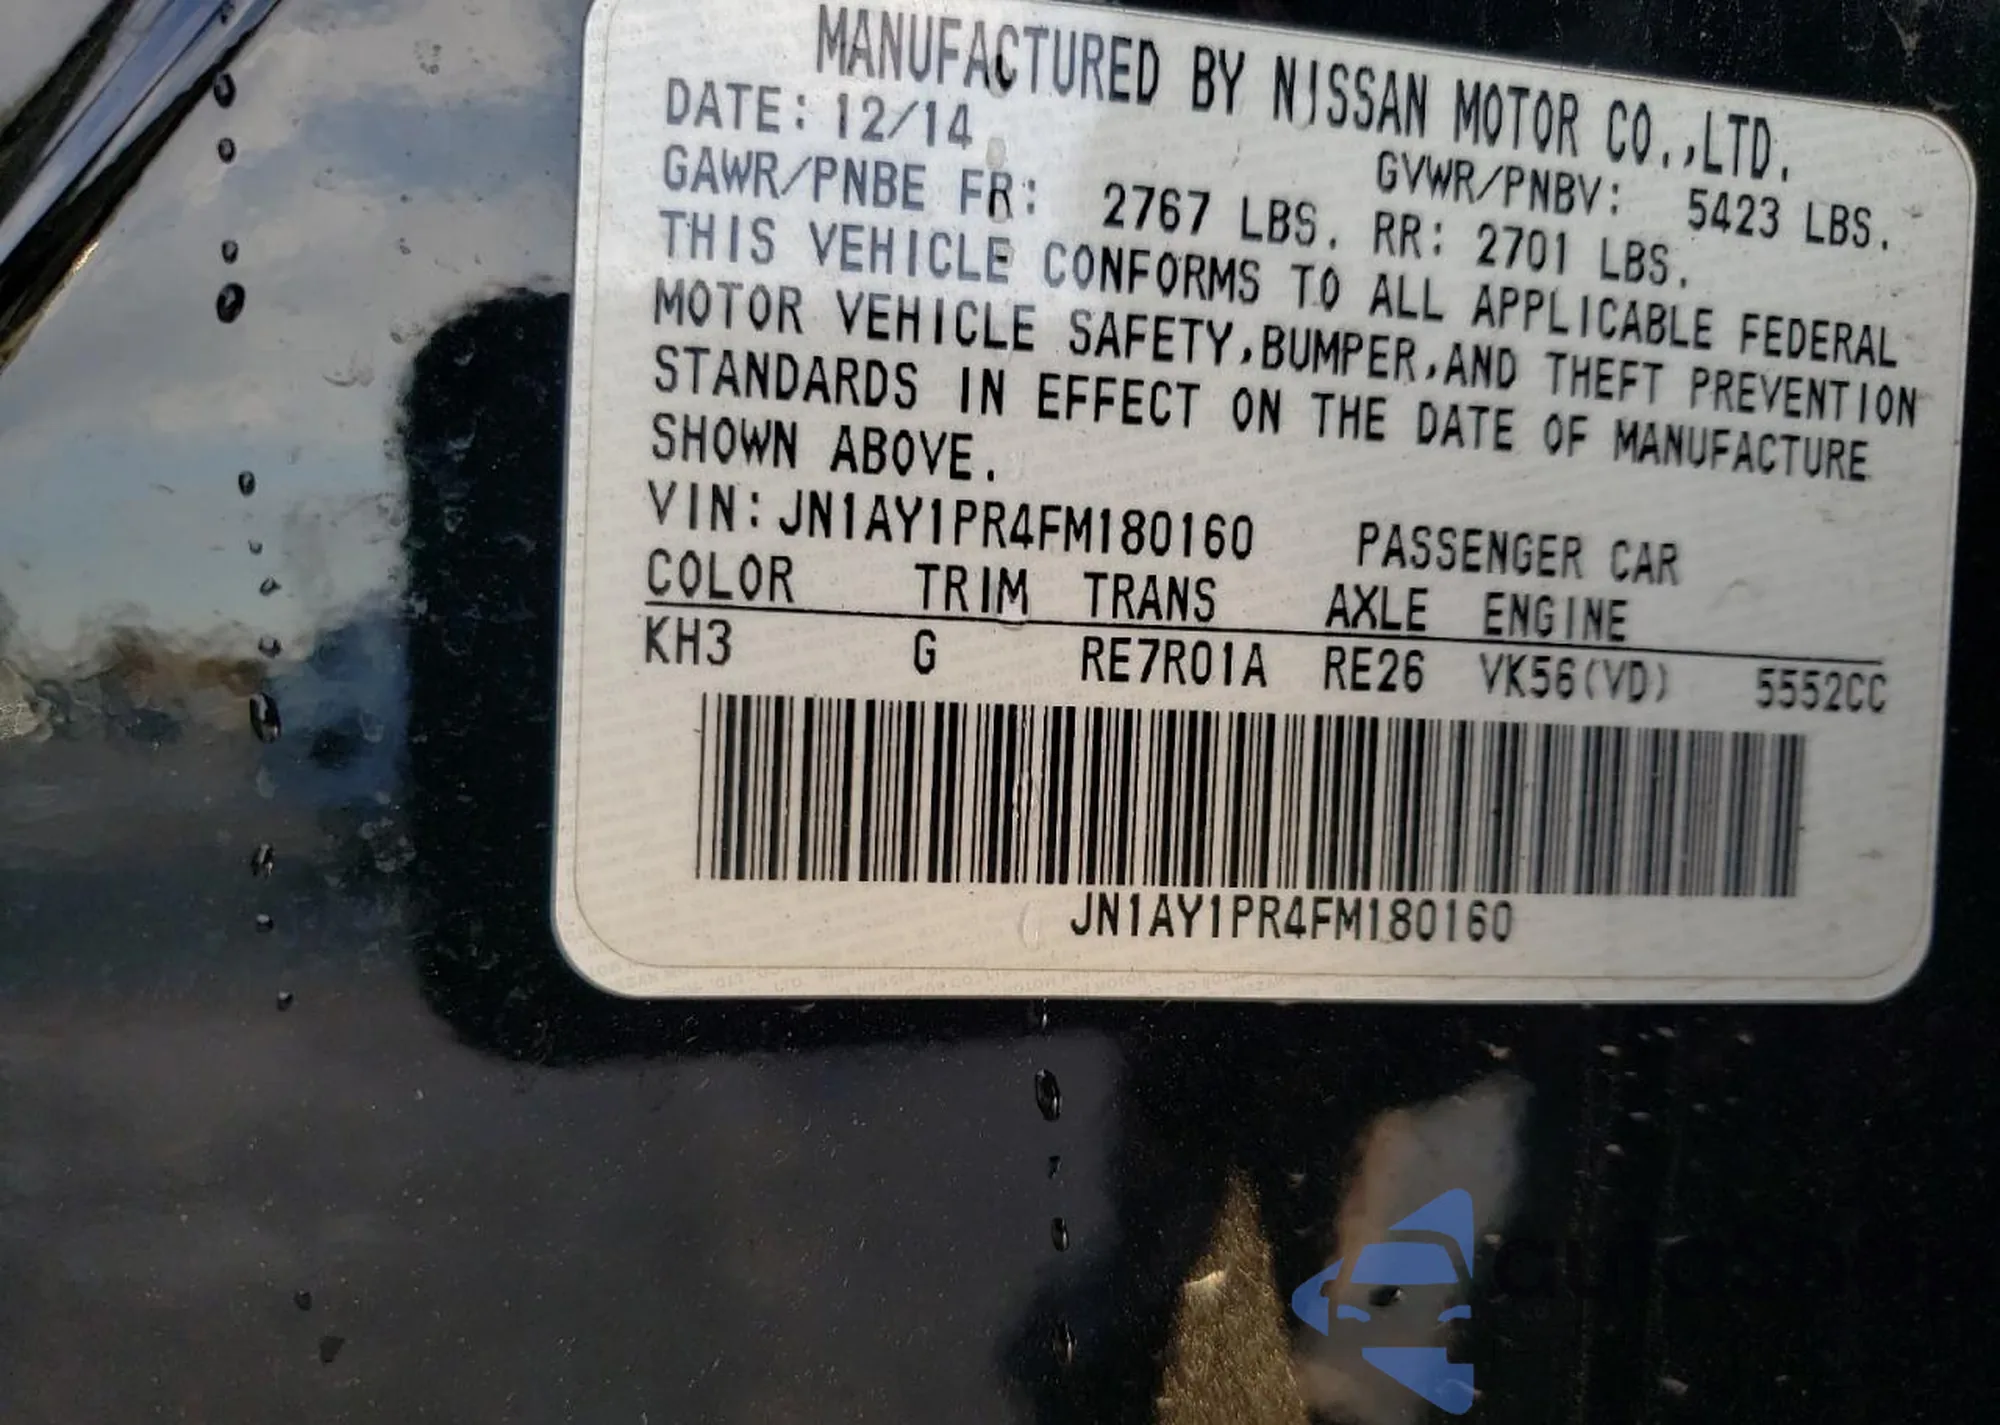 MANUFACTURED BY NISSAN MOTOR CO.,LTD.
DATE: 12/14
GVWR/PNBV: 5423 LBS.
GAWR/PNBE FR: 2767 LBS. RR: 2701 LBS.
THIS VEHICLE CONFORMS TO ALL APPLICABLE FEDERAL
MOTOR VEHICLE SAFETY,BUMPER,AND THEFT PREVENTION
STANDARDS IN EFFECT ON THE DATE OF MANUFACTURE
SHOWN ABOVE.
VIN:JN1AY1PR4FM180160 PASSENGER CAR
COLOR TRIM TRANS AXLE ENGINE
KH3 G RE7R01A RE26 VK56(VD) 5552CC
JN1AY1PR4FM180160